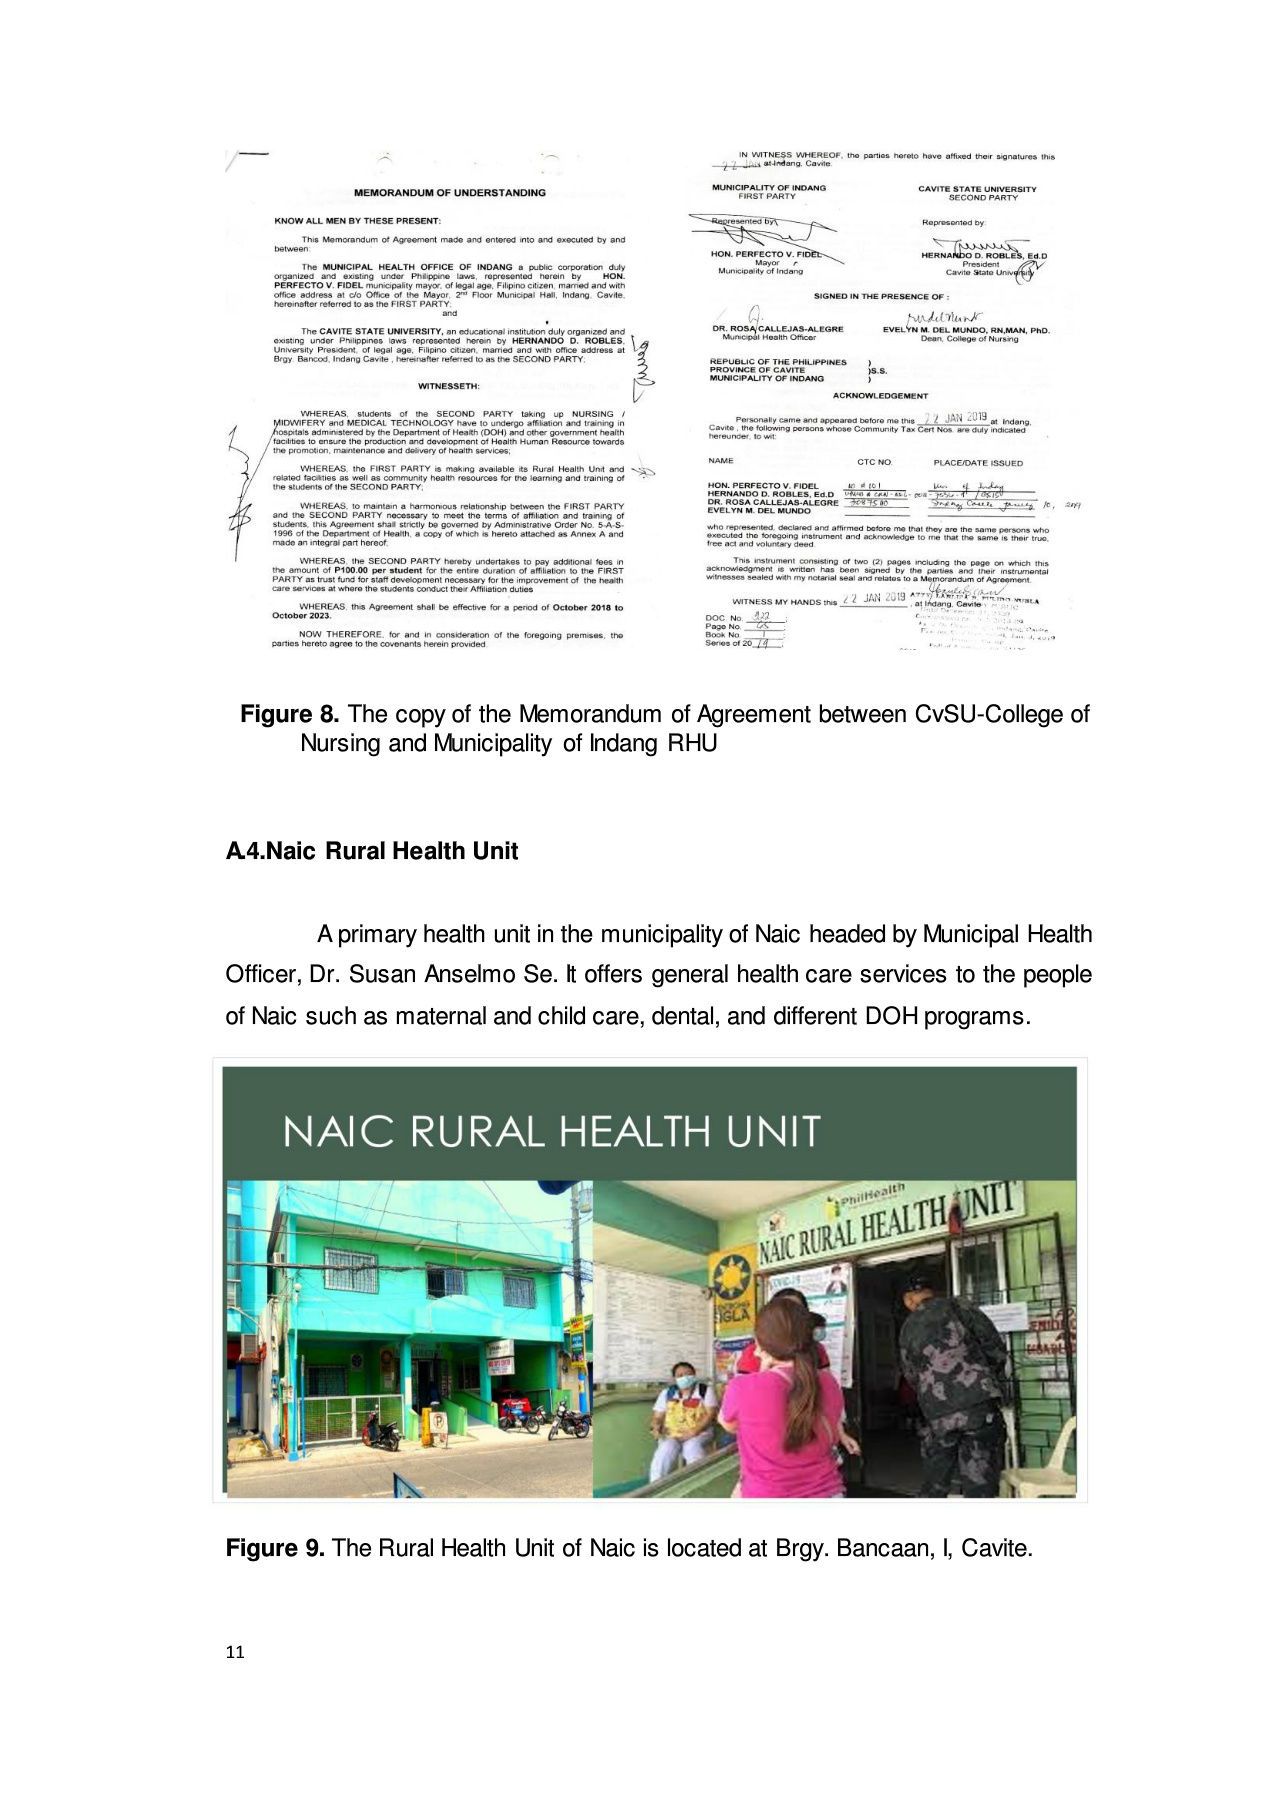 MEMORANDUM OF UNDERSTANDING
KNOW ALL MEN BY THESE PRESENT:
This Memorandum of Agreement made and entered into and executed by and
between:
The MUNICIPAL HEALTH OFFICE OF INDANG a public corporation duly
organized and existing under Philippine laws, represented herein by HON.
PERFECTO V. FIDEL municipality mayor, of legal age, Filipino citizen, married and with
office address at c/o Office of the Mayor, 2nd Floor Municipal Hall, Indang, Cavite,
hereinafter referred to as the FIRST PARTY;
and
The CAVITE STATE UNIVERSITY, an educational institution duly organized and
existing under Philippines laws represented herein by HERNANDO D. ROBLES,
University President, of legal age, Filipino citizen, married and with office address at
Brgy. Bancod, Indang Cavite , hereinafter referred to as the SECOND PARTY;
WITNESSETH:
WHEREAS, students of the SECOND PARTY taking up NURSING /
MIDWIFERY and MEDICAL TECHNOLOGY have to undergo affiliation and training in
hospitals administered by the Department of Health (DOH) and other government health
facilities to ensure the production and development of Health Human Resource towards
the promotion, maintenance and delivery of health services;
WHEREAS, the FIRST PARTY is making available its Rural Health Unit and
related facilities as well as community health resources for the learning and training of
the students of the SECOND PARTY;
WHEREAS, to maintain a harmonious relationship between the FIRST PARTY
and the SECOND PARTY necessary to meet the terms of affiliation and training of
students, this Agreement shall strictly be governed by Administrative Order No. 5-A-S-
1996 of the Department of Health, a copy of which is hereto attached as Annex A and
made an integral part hereof;
WHEREAS, the SECOND PARTY hereby undertakes to pay additional fees in
the amount of P100.00 per student for the entire duration of affiliation to the FIRST
PARTY as trust fund for staff development necessary for the improvement of the health
care services at where the students conduct their Affiliation duties
WHEREAS, this Agreement shall be effective for a period of October 2018 to
October 2023.
NOW THEREFORE, for and in consideration of the foregoing premises, the
parties hereto agree to the covenants herein provided.
IN WITNESS WHEREOF, the parties hereto have affixed their signatures this
22 JAN at Indang, Cavite.
MUNICIPALITY OF INDANG
FIRST PARTY
CAVITE STATE UNIVERSITY
SECOND PARTY
Represented by:
Represented by:
HON. PERFECTO V. FIDEL
Mayor
Municipality of Indang
HERNANDO D. ROBLES, Ed.D
President
Cavite State University
SIGNED IN THE PRESENCE OF :
DR. ROSA CALLEJAS-ALEGRE
Municipal Health Officer
EVELYN M. DEL MUNDO, RN,MAN, PhD.
Dean, College of Nursing
REPUBLIC OF THE PHILIPPINES )
PROVINCE OF CAVITE )S.S.
MUNICIPALITY OF INDANG )
ACKNOWLEDGEMENT
Personally came and appeared before me this 22 JAN 2019 at Indang,
Cavite , the following persons whose Community Tax Cert Nos. are duly indicated
hereunder, to wit:
NAME CTC NO. PLACE/DATE ISSUED
HON. PERFECTO V. FIDEL
HERNANDO D. ROBLES, Ed.D
DR. ROSA CALLEJAS-ALEGRE
EVELYN M. DEL MUNDO
who represented, declared and affirmed before me that they are the same persons who
executed the foregoing instrument and acknowledge to me that the same is their true,
free act and voluntary deed.
This instrument consisting of two (2) pages including the page on which this
acknowledgment is written has been signed by the parties and their instrumental
witnesses sealed with my notarial seal and relates to a Memorandum of Agreement.
WITNESS MY HANDS this 22 JAN 2019, at Indang, Cavite
DOC. No.
Page No.
Book No. 1
Series of 2019
Figure 8. The copy of the Memorandum of Agreement between CvSU-College of
Nursing and Municipality of Indang RHU
A.4.Naic Rural Health Unit
A primary health unit in the municipality of Naic headed by Municipal Health
Officer, Dr. Susan Anselmo Se. It offers general health care services to the people
of Naic such as maternal and child care, dental, and different DOH programs.
NAIC RURAL HEALTH UNIT
PhilHealth
NAIC RURAL HEALTH UNIT
SIGLA
Figure 9. The Rural Health Unit of Naic is located at Brgy. Bancaan, I, Cavite.
11